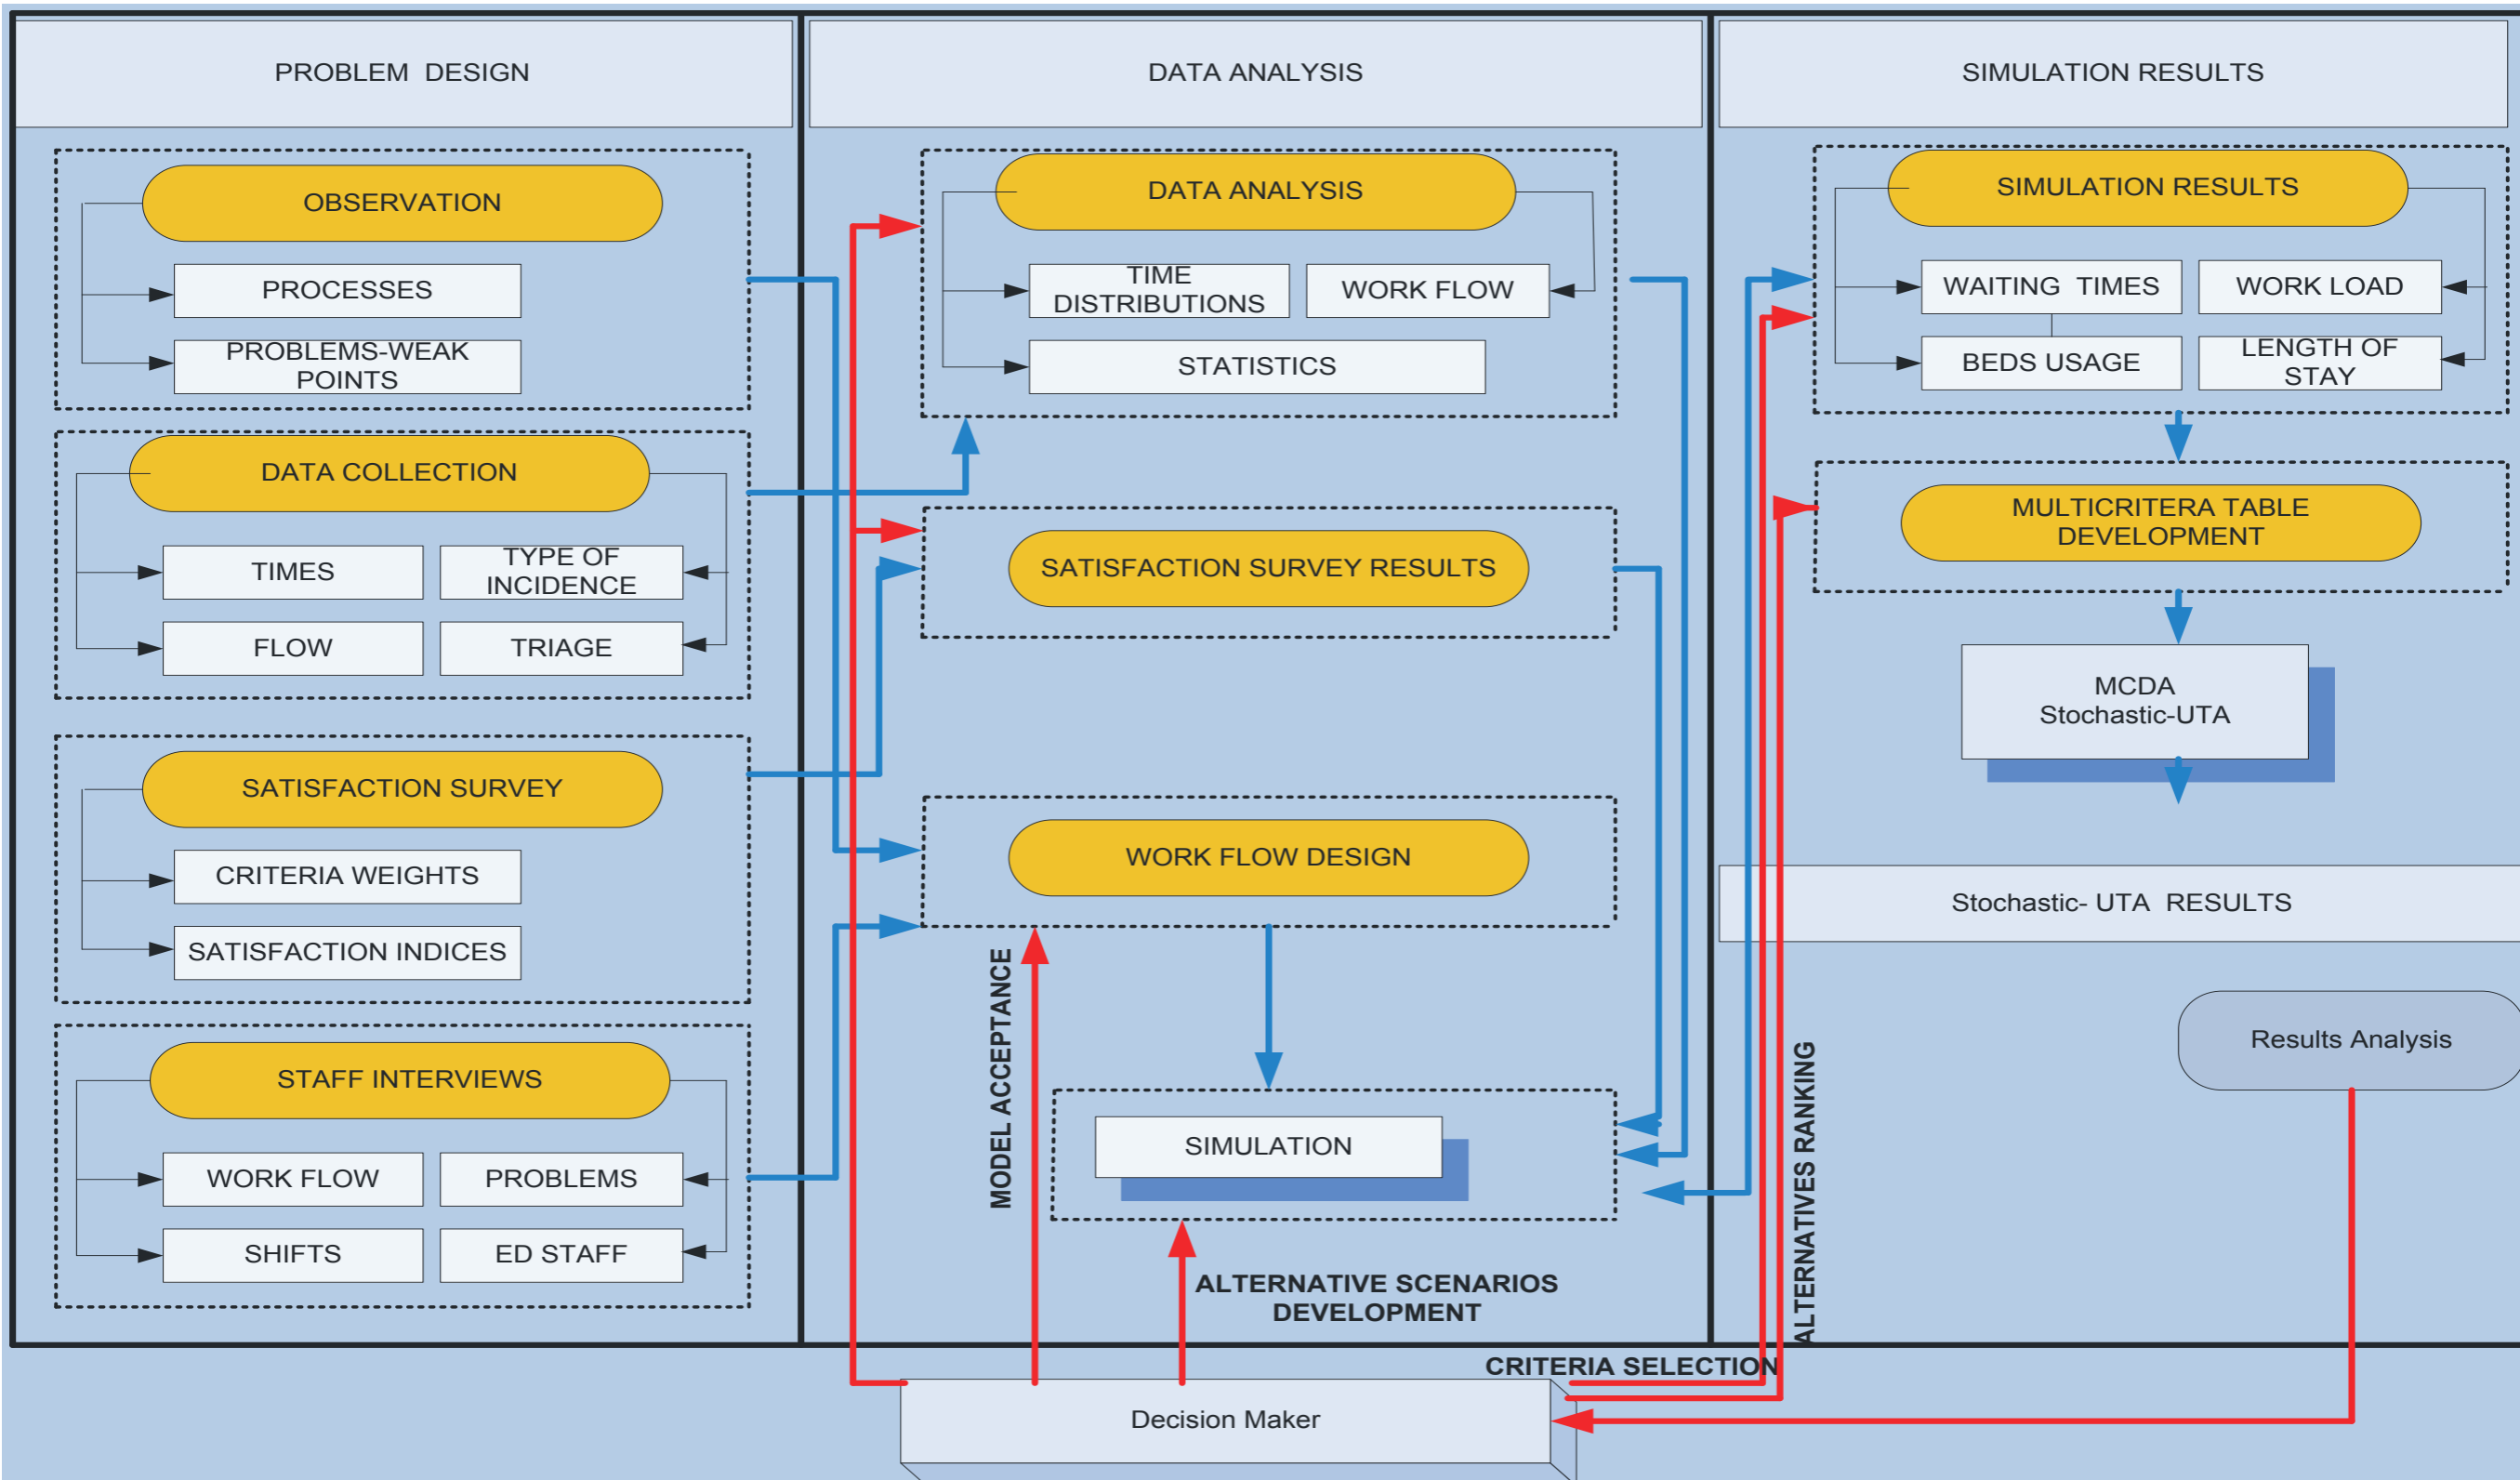 PROBLEM DESIGN
OBSERVATION
PROCESSES
PROBLEMS-WEAK
POINTS
DATA COLLECTION
TIMES
TYPE OF
INCIDENCE
FLOW
TRIAGE
SATISFACTION SURVEY
CRITERIA WEIGHTS
SATISFACTION INDICES
STAFF INTERVIEWS
WORK FLOW
PROBLEMS
SHIFTS
ED STAFF
DATA ANALYSIS
DATA ANALYSIS
TIME
DISTRIBUTIONS
WORK FLOW
STATISTICS
SATISFACTION SURVEY RESULTS
WORK FLOW DESIGN
MODEL ACCEPTANCE
SIMULATION
ALTERNATIVE SCENARIOS
DEVELOPMENT
SIMULATION RESULTS
SIMULATION RESULTS
WAITING TIMES
WORK LOAD
BEDS USAGE
LENGTH OF
STAY
MULTICRITERA TABLE
DEVELOPMENT
MCDA
Stochastic-UTA
Stochastic- UTA RESULTS
Results Analysis
ALTERNATIVES RANKING
CRITERIA SELECTION
Decision Maker